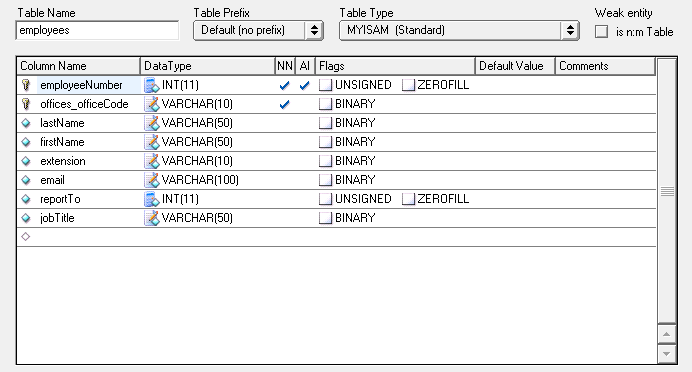 Table Name Table Prefix Table Type Weak entity
employees Default (no prefix) MYISAM (Standard) is n:m Table
Column Name DataType NN AI Flags Default Value Comments
employeeNumber INT(11) UNSIGNED ZEROFILL
offices_officeCode VARCHAR(10) BINARY
lastName VARCHAR(50) BINARY
firstName VARCHAR(50) BINARY
extension VARCHAR(10) BINARY
email VARCHAR(100) BINARY
reportTo INT(11) UNSIGNED ZEROFILL
jobTitle VARCHAR(50) BINARY